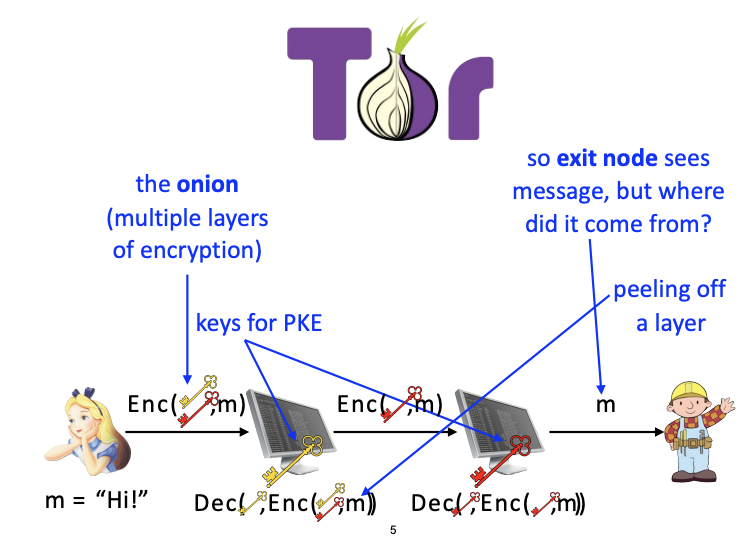 Tor
so exit node sees
message, but where
did it come from?
the onion
(multiple layers
of encryption)
peeling off
a layer
keys for PKE
Enc( ,m)
Enc( ,m)
m
m = “Hi!”
Dec( ,Enc( ,m))
Dec( ,Enc( ,m))
5